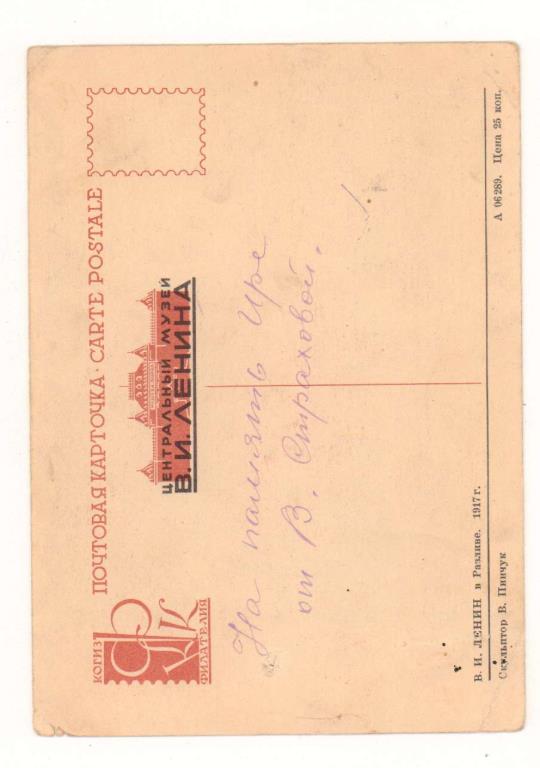 КОГИЗ
ФИЛАТЕЛИЯ
ПОЧТОВАЯ КАРТОЧКА · CARTE POSTALE
ЦЕНТРАЛЬНЫЙ МУЗЕЙ
В. И. ЛЕНИНА
На память Ире
от В. Страховой.
В. И. ЛЕНИН в Разливе. 1917 г.
Скульптор В. Пинчук
А 06289. Цена 25 коп.